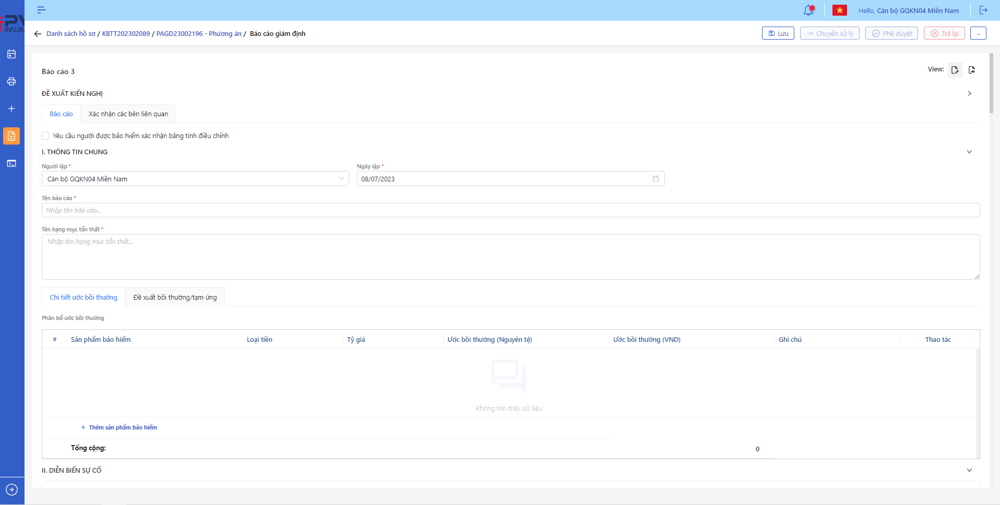 Hello, Cán bộ GQKN04 Miền Nam
Danh sách hồ sơ / KBTT202302089 / PAGD23002196 - Phương án / Báo cáo giám định
Lưu
Chuyển xử lý
Phê duyệt
Trả lại
...
INSUR
Báo cáo 3
View:
ĐỀ XUẤT KIẾN NGHỊ
Báo cáo
Xác nhận các bên liên quan
Yêu cầu người được bảo hiểm xác nhận bảng tính điều chỉnh
I. THÔNG TIN CHUNG
Người lập *
Ngày lập *
Cán bộ GQKN04 Miền Nam
08/07/2023
Tên báo cáo *
Nhập tên báo cáo...
Tên hạng mục tổn thất *
Nhập tên hạng mục tổn thất...
Chi tiết ước bồi thường
Đề xuất bồi thường/tạm ứng
Phân bổ ước bồi thường
# Sản phẩm bảo hiểm Loại tiền Tỷ giá Ước bồi thường (Nguyên tệ) Ước bồi thường (VND) Ghi chú Thao tác
Không tìm thấy dữ liệu
+ Thêm sản phẩm bảo hiểm
Tổng cộng: 0
II. DIỄN BIẾN SỰ CỐ